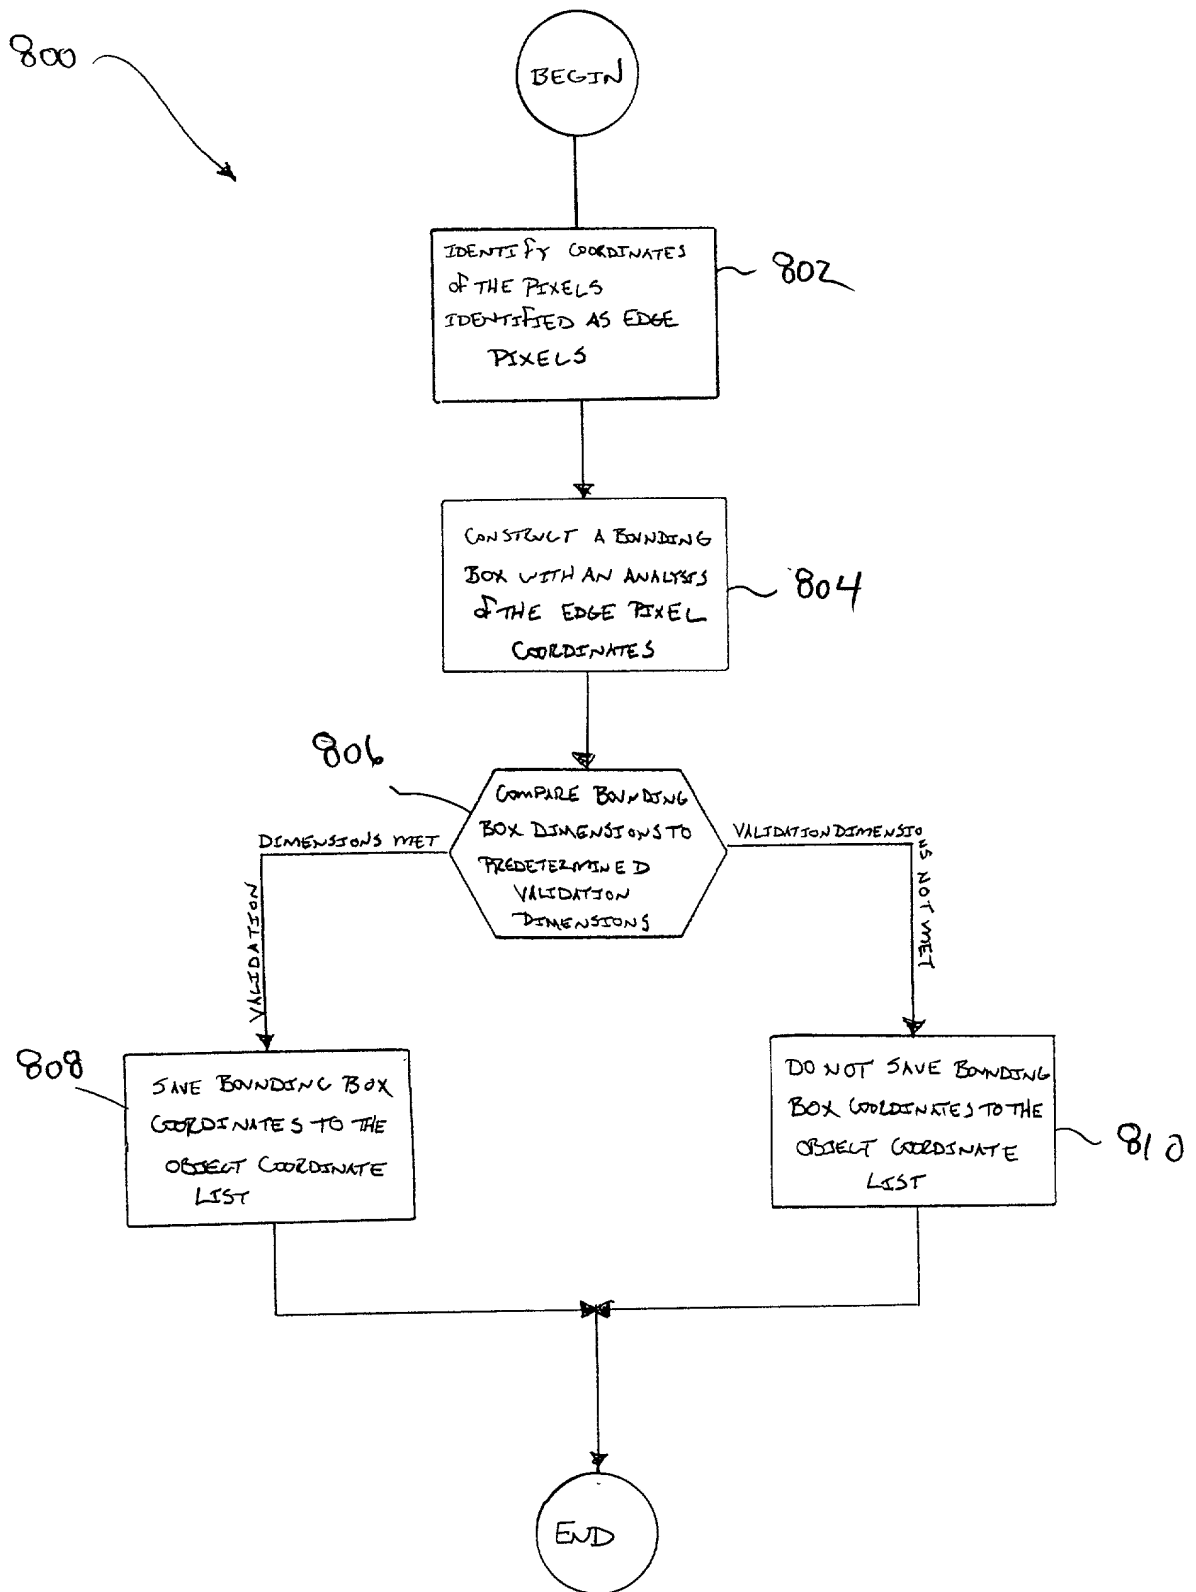 800
BEGIN
IDENTIFY COORDINATES
OF THE PIXELS
IDENTIFIED AS EDGE
PIXELS
802
CONSTRUCT A BOUNDING
BOX WITH AN ANALYSIS
OF THE EDGE PIXEL
COORDINATES
804
806
COMPARE BOUNDING
BOX DIMENSIONS TO
PREDETERMINED
VALIDATION
DIMENSIONS
VALIDATION DIMENSIONS MET
VALIDATION DIMENSIONS NOT MET
808
SAVE BOUNDING BOX
COORDINATES TO THE
OBJECT COORDINATE
LIST
DO NOT SAVE BOUNDING
BOX COORDINATES TO THE
OBJECT COORDINATE
LIST
810
END